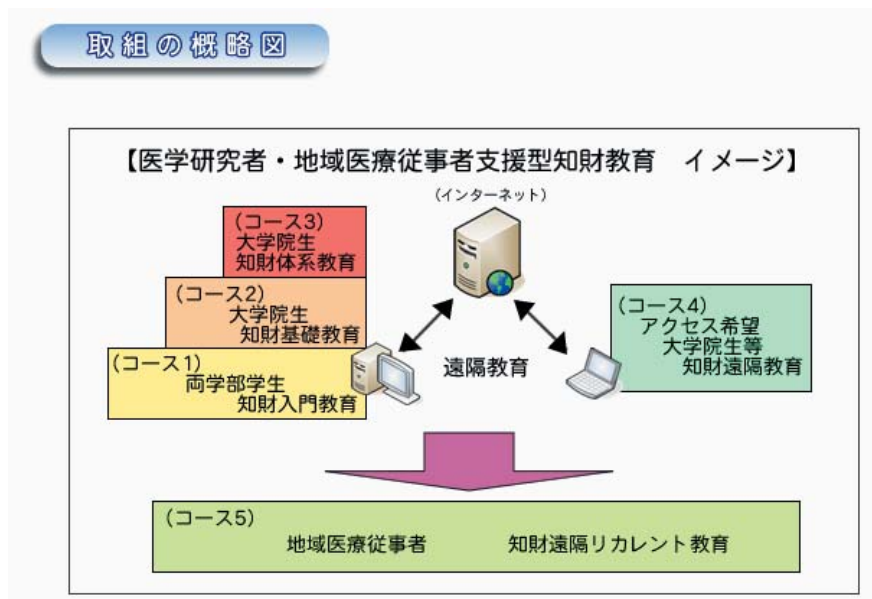 取組の概略図
【医学研究者・地域医療従事者支援型知財教育　イメージ】
（インターネット）
（コース3）
大学院生
知財体系教育
（コース2）
大学院生
知財基礎教育
（コース1）
両学部学生
知財入門教育
遠隔教育
（コース4）
アクセス希望
大学院生等
知財遠隔教育
（コース5）
地域医療従事者　　　知財遠隔リカレント教育